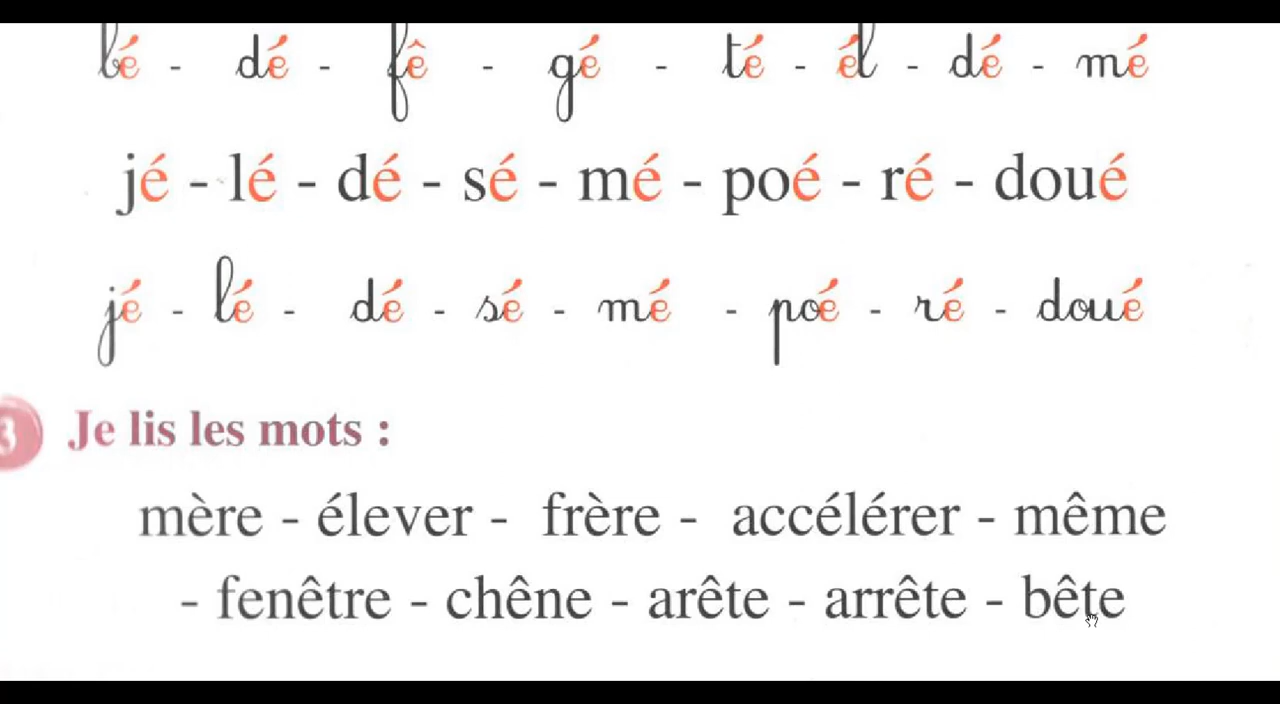 bé - dé - fê - gé - té - él - dé - mé
jé - lé - dé - sé - mé - poé - ré - doué
jé - lé - dé - sé - mé - poé - ré - doué
3 Je lis les mots :
mère - élever - frère - accélérer - même
- fenêtre - chêne - arête - arrête - bête